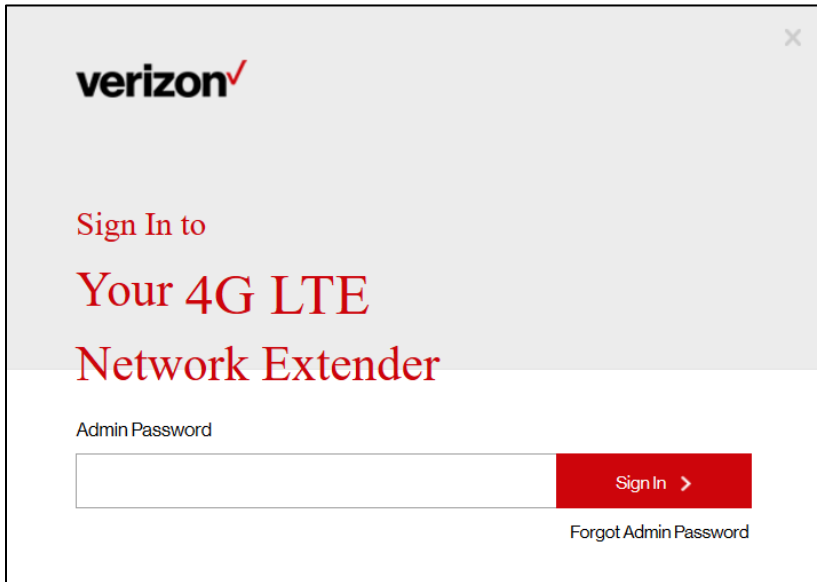 verizon✓
Sign In to
Your 4G LTE
Network Extender
Admin Password
Sign In >
Forgot Admin Password